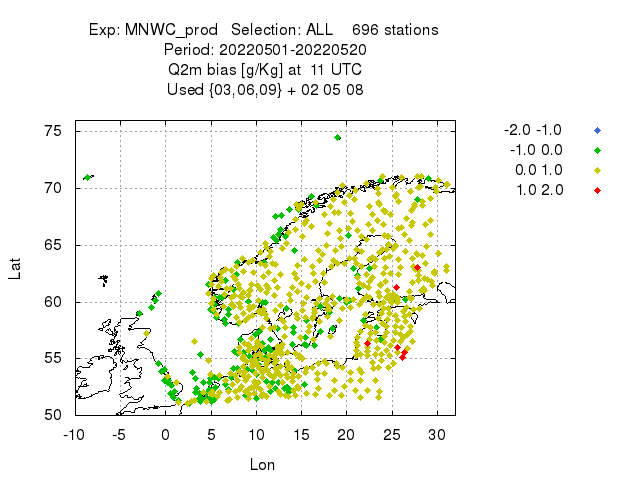 Exp: MNWC_prod   Selection: ALL    696 stations
Period: 20220501-20220520
Q2m bias [g/Kg] at  11 UTC
Used {03,06,09} + 02 05 08
-2.0 -1.0
-1.0 0.0
0.0 1.0
1.0 2.0
75
70
65
60
55
50
Lat
-10 -5 0 5 10 15 20 25 30
Lon